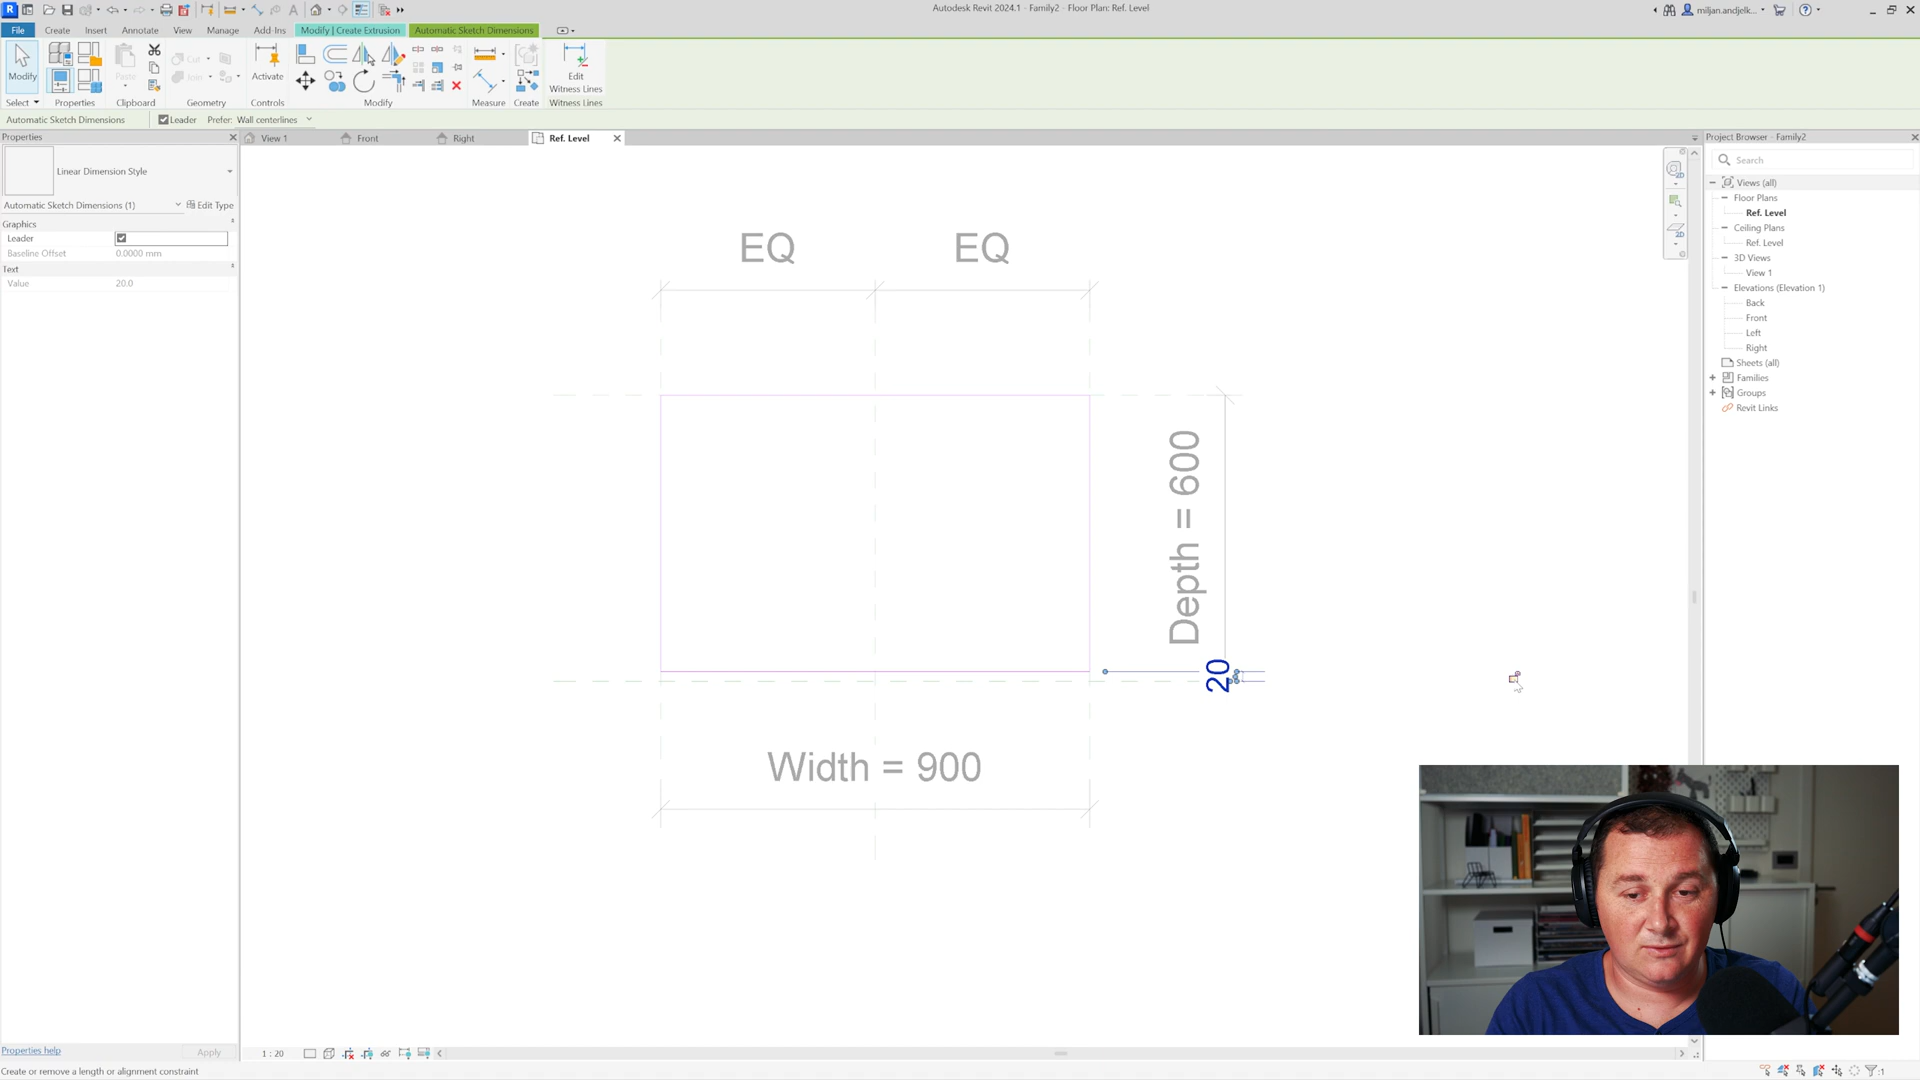 Autodesk Revit 2024.1 - Family2 - Floor Plan: Ref. Level
miljan.andjelk...
File Create Insert Annotate View Manage Add-Ins Modify | Create Extrusion Automatic Sketch Dimensions
Modify
Paste
Cut
Join
Activate
Edit
Witness Lines
Select Properties Clipboard Geometry Controls Modify Measure Create Witness Lines
Automatic Sketch Dimensions Leader Prefer: Wall centerlines
Properties
View 1 Front Right Ref. Level
Project Browser - Family2
Linear Dimension Style
Automatic Sketch Dimensions (1) Edit Type
Graphics
Leader
Baseline Offset 0.0000 mm
Text
Value 20.0
Search
Views (all)
Floor Plans
Ref. Level
Ceiling Plans
Ref. Level
3D Views
View 1
Elevations (Elevation 1)
Back
Front
Left
Right
Sheets (all)
Families
Groups
Revit Links
EQ EQ
Depth = 600
20
Width = 900
Properties help Apply
1 : 20
Create or remove a length or alignment constraint
:1